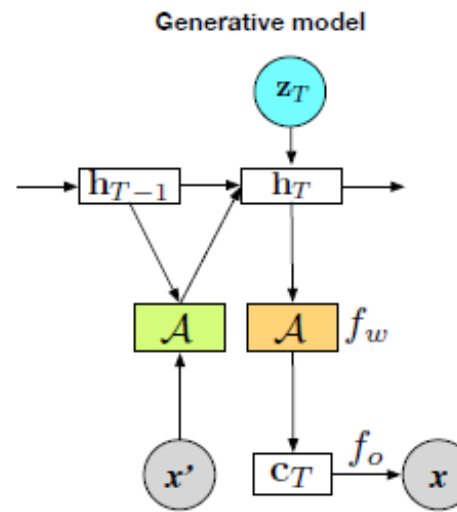 Generative model
z_T
h_{T-1} h_T
𝒜 𝒜 f_w
x' c_T f_o x